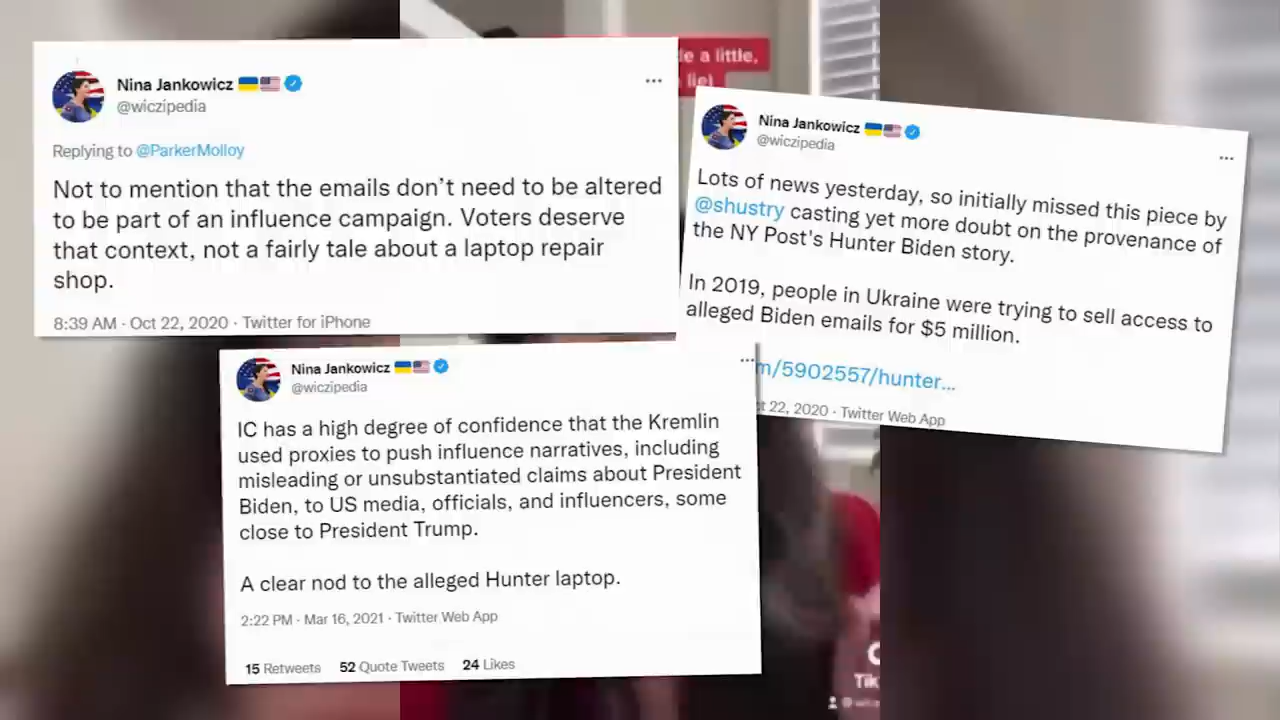 Nina Jankowicz
@wiczipedia
Replying to @ParkerMolloy
Not to mention that the emails don't need to be altered
to be part of an influence campaign. Voters deserve
that context, not a fairly tale about a laptop repair
shop.
8:39 AM · Oct 22, 2020 · Twitter for iPhone
a little,
Nina Jankowicz
@wiczipedia
Lots of news yesterday, so initially missed this piece by
@shustry casting yet more doubt on the provenance of
the NY Post's Hunter Biden story.
In 2019, people in Ukraine were trying to sell access to
alleged Biden emails for $5 million.
m/5902557/hunter...
22, 2020 · Twitter Web App
Nina Jankowicz
@wiczipedia
IC has a high degree of confidence that the Kremlin
used proxies to push influence narratives, including
misleading or unsubstantiated claims about President
Biden, to US media, officials, and influencers, some
close to President Trump.
A clear nod to the alleged Hunter laptop.
2:22 PM · Mar 16, 2021 · Twitter Web App
15 Retweets 52 Quote Tweets 24 Likes
Tik